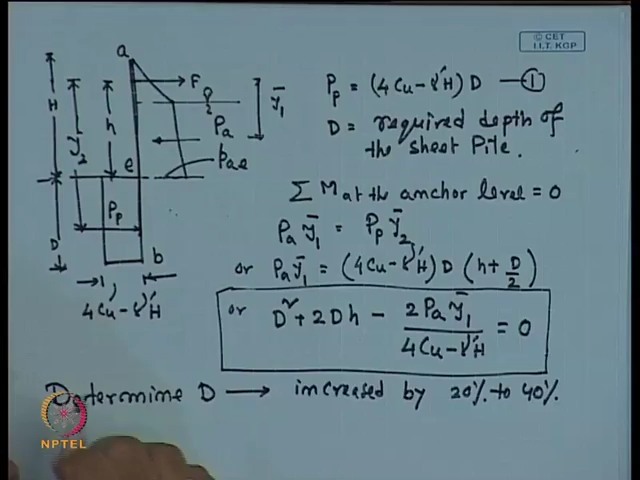 © CET
I.I.T. KGP
a
F
H
ȳ₂
h
ȳ₁
Pₐ
e
pₐₑ
Pₚ
D
b
4Cu – γ'H
Pₚ = (4Cu – γ'H) D — ①
D = required depth of
the sheet Pile.
∑ M at the anchor level = 0
Pₐ ȳ₁ = Pₚ ȳ₂
or Pₐ ȳ₁ = (4Cu – γ'H) D (h + D/2)
or D² + 2Dh – 2Pₐ ȳ₁ / (4Cu – γ'H) = 0
Determine D → increased by 20% to 40%.
NPTEL